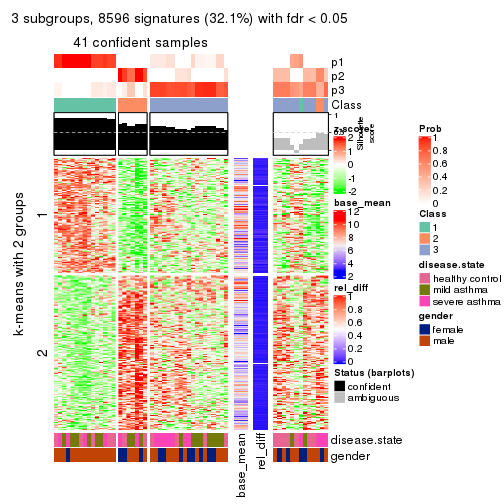 3 subgroups, 8596 signatures (32.1%) with fdr < 0.05
41 confident samples
p1
p2
p3
Class
1
0.5
0
Silhouette
score
k-means with 2 groups
1
2
z-score
2
1
0
-1
-2
base_mean
12
10
8
6
4
2
rel_diff
1
0.8
0.6
0.4
0.2
0
Status (barplots)
confident
ambiguous
Prob
1
0.8
0.6
0.4
0.2
0
Class
1
2
3
disease.state
healthy control
mild asthma
severe asthma
gender
female
male
disease.state
gender
base_mean
rel_diff